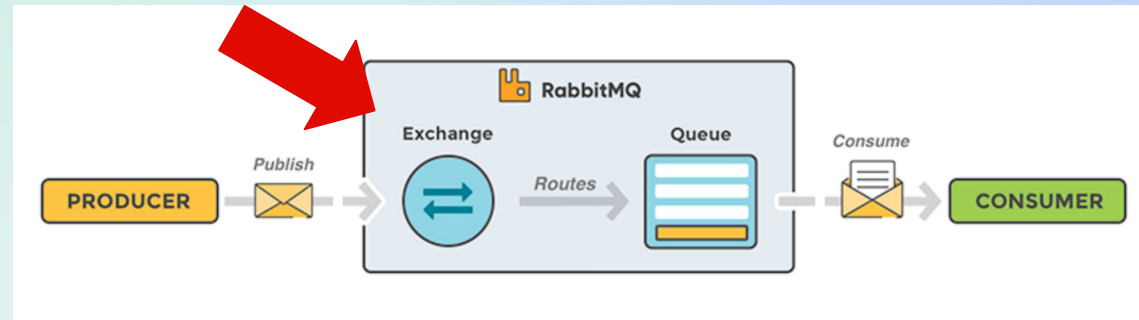 RabbitMQ
Exchange
Queue
Consume
Publish
Routes
PRODUCER
CONSUMER